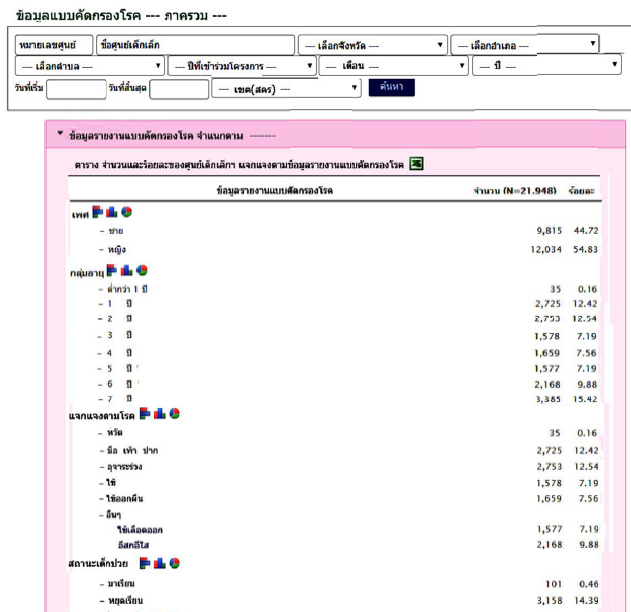 ข้อมูลแบบคัดกรองโรค --- ภาครวม ---
หมายเลขศูนย์ ชื่อศูนย์เด็กเล็ก --- เลือกจังหวัด --- --- เลือกอำเภอ ---
--- เลือกตำบล --- --- ปีที่เข้าร่วมโครงการ --- --- เดือน --- --- ปี ---
วันที่เริ่ม วันที่สิ้นสุด --- เขต(สคร) --- ค้นหา
ข้อมูลรายงานแบบคัดกรองโรค จำแนกตาม -------
ตาราง จำนวนและร้อยละของศูนย์เด็กเล็กฯ แจกแจงตามข้อมูลรายงานแบบคัดกรองโรค
ข้อมูลรายงานแบบคัดกรองโรค จำนวน (N=21,948) ร้อยละ
เพศ
- ชาย 9,815 44.72
- หญิง 12,034 54.83
กลุ่มอายุ
- ต่ำกว่า 1 ปี 35 0.16
- 1 ปี 2,725 12.42
- 2 ปี 2,753 12.54
- 3 ปี 1,578 7.19
- 4 ปี 1,659 7.56
- 5 ปี 1,577 7.19
- 6 ปี 2,168 9.88
- 7 ปี 3,385 15.42
แจกแจงตามโรค
- หวัด 35 0.16
- มือ เท้า ปาก 2,725 12.42
- อุจาระร่วง 2,753 12.54
- ไข้ 1,578 7.19
- ไข้ออกผื่น 1,659 7.56
- อื่นๆ
ไข้เลือดออก 1,577 7.19
อีสุกอีใส 2,168 9.88
สถานะเด็กป่วย
- มาเรียน 101 0.46
- หยุดเรียน 3,158 14.39